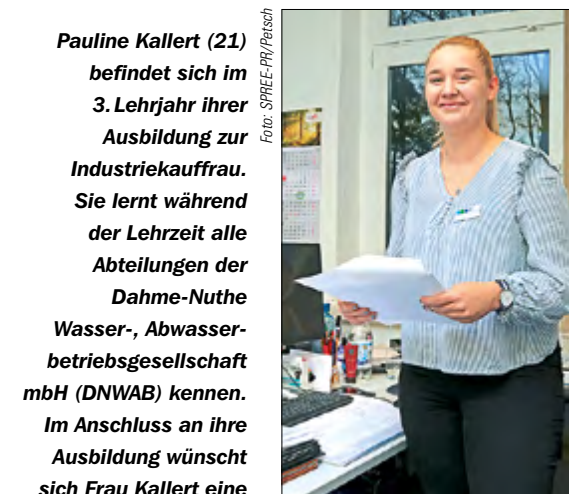 Pauline Kallert (21)
befindet sich im
3. Lehrjahr ihrer
Ausbildung zur
Industriekauffrau.
Sie lernt während
der Lehrzeit alle
Abteilungen der
Dahme-Nuthe
Wasser-, Abwasser-
betriebsgesellschaft
mbH (DNWAB) kennen.
Im Anschluss an ihre
Ausbildung wünscht
sich Frau Kallert eine
Foto: SPREE-PR/Petsch